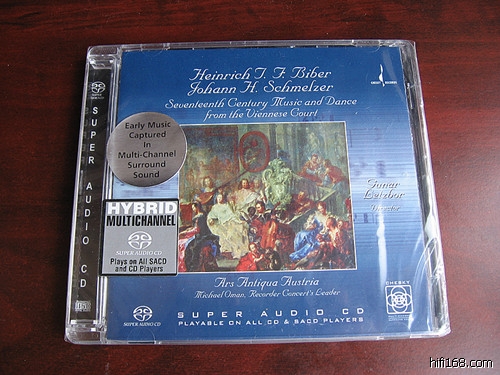 Heinrich I. F. Biber
Johann H. Schmelzer
Seventeenth Century Music and Dance
from the Viennese Court
Early Music
Captured
In
Multi-Channel
Surround
Sound
SUPER AUDIO CD
HYBRID
MULTICHANNEL
SUPER AUDIO CD
Plays on All SACD
and CD Players
Gunar
Letzbor
Director
Ars Antiqua Austria
Michael Oman, Recorder Concert's Leader
CHESKY
SUPER AUDIO CD
SUPER AUDIO CD
PLAYABLE ON ALL CD & SACD PLAYERS
hifi168.com